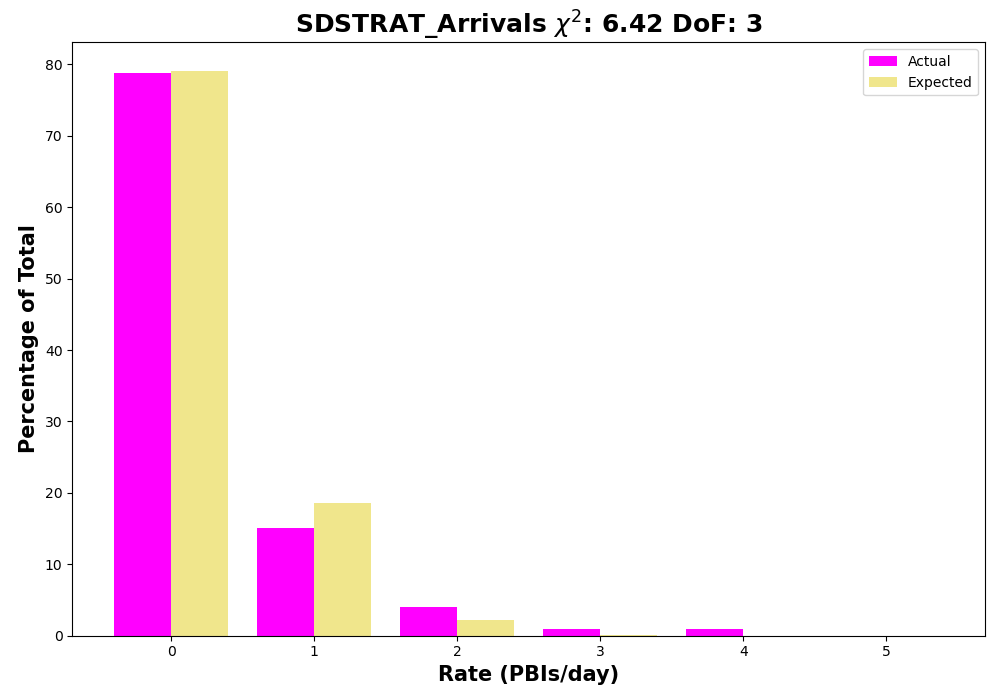 SDSTRAT_Arrivals χ²: 6.42 DoF: 3
Actual
Expected
Percentage of Total
80
70
60
50
40
30
20
10
0
0 1 2 3 4 5
Rate (PBIs/day)